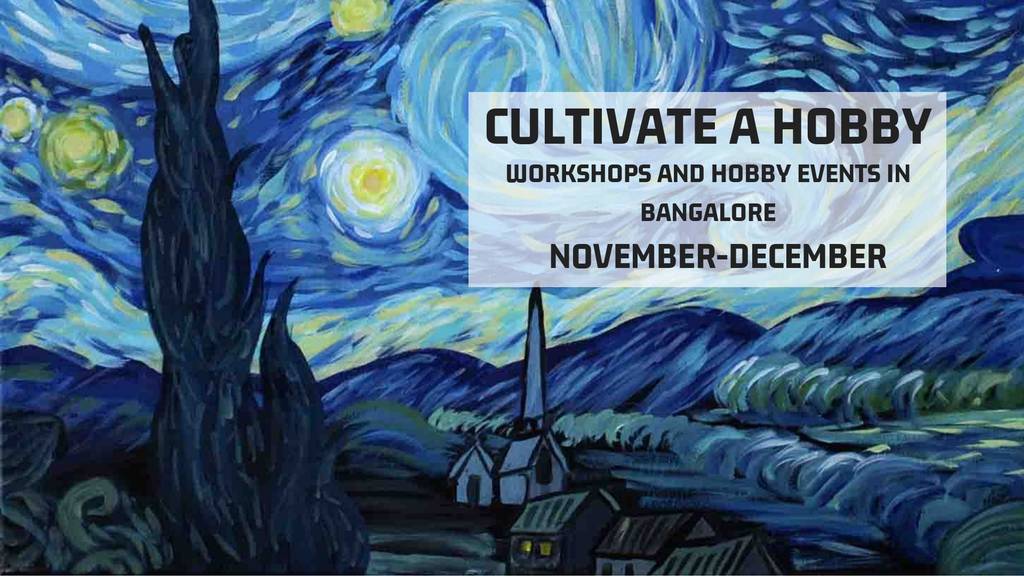 CULTIVATE A HOBBY
WORKSHOPS AND HOBBY EVENTS IN
BANGALORE
NOVEMBER-DECEMBER